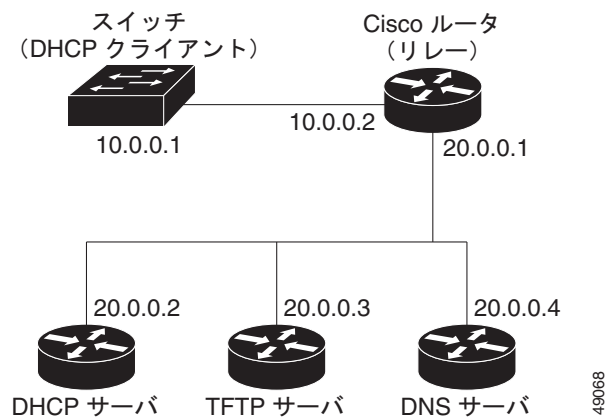 スイッチ
(DHCP クライアント)
Cisco ルータ
(リレー)
10.0.0.2
10.0.0.1
20.0.0.1
20.0.0.2
20.0.0.3
20.0.0.4
DHCP サーバ
TFTP サーバ
DNS サーバ
49068